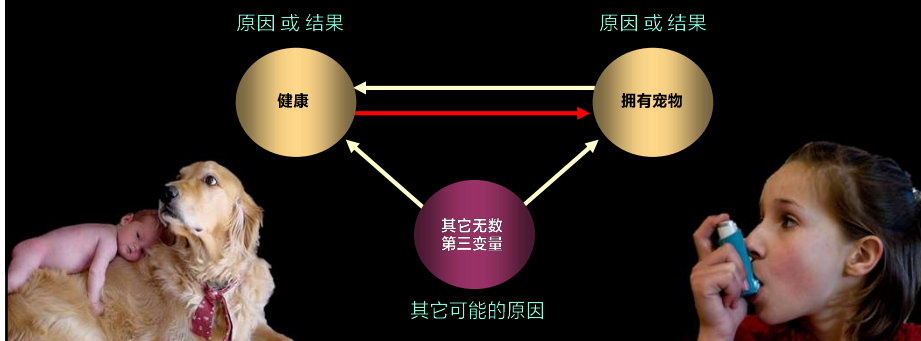 原因 或 结果
原因 或 结果
健康
拥有宠物
其它无数
第三变量
其它可能的原因